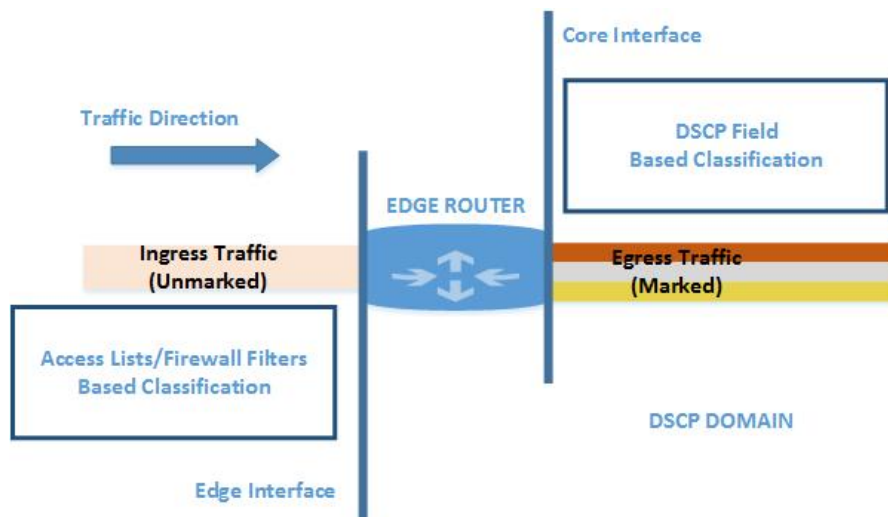 Core Interface
Traffic Direction
DSCP Field
Based Classification
EDGE ROUTER
Ingress Traffic
(Unmarked)
Egress Traffic
(Marked)
Access Lists/Firewall Filters
Based Classification
DSCP DOMAIN
Edge Interface